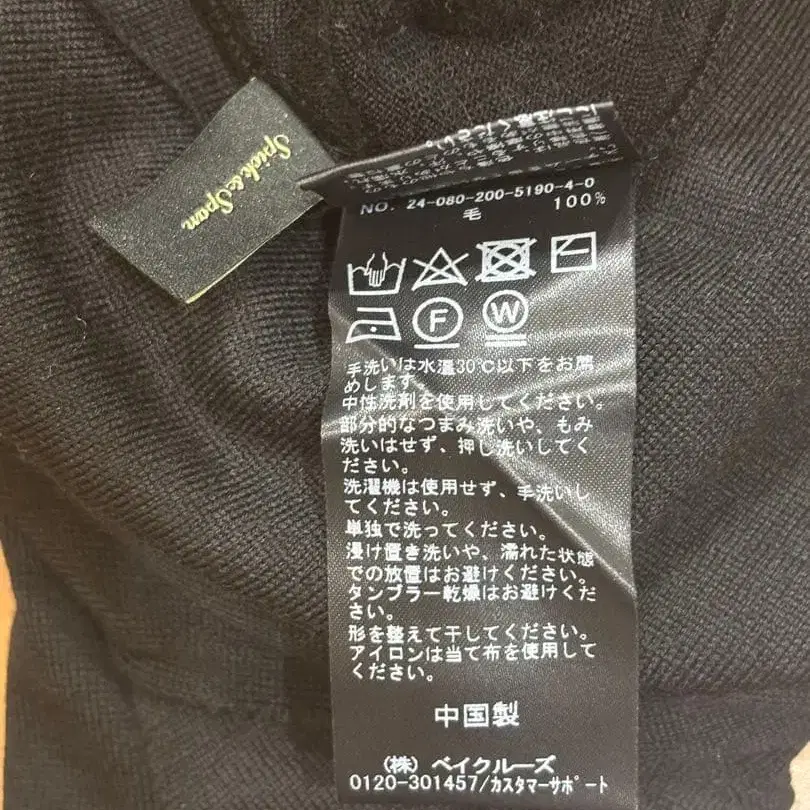 Spick & Span
NO. 24-080-200-5190-4-0
毛 100%
F W
手洗いは水温30℃以下をお薦
めします。
中性洗剤を使用してください。
部分的なつまみ洗いや、もみ
洗いはせず、押し洗いしてく
ださい。
洗濯機は使用せず、手洗いし
てください。
単独で洗ってください。
浸け置き洗いや、濡れた状態
での放置はお避けください。
タンブラー乾燥はお避けくだ
さい。
形を整えて干してください。
アイロンは当て布を使用して
ください。
中国製
(株) ベイクルーズ
0120-301457/カスタマーサポート